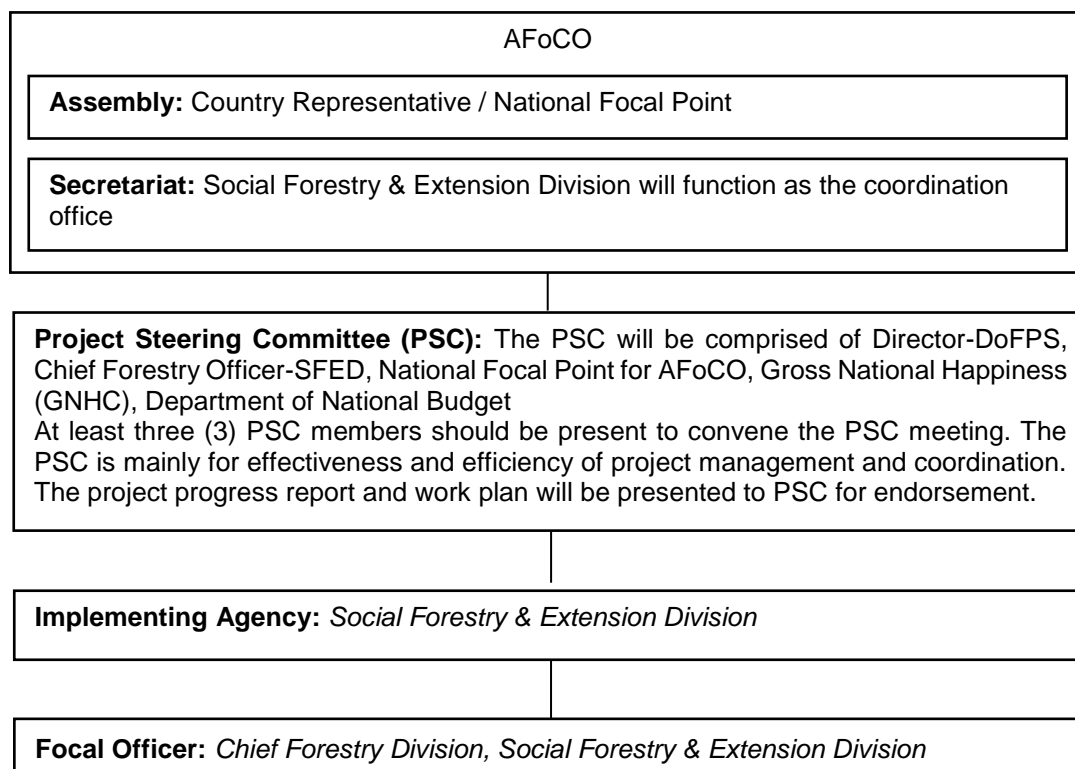 AFoCO
Assembly: Country Representative / National Focal Point
Secretariat: Social Forestry & Extension Division will function as the coordination
office
Project Steering Committee (PSC): The PSC will be comprised of Director-DoFPS,
Chief Forestry Officer-SFED, National Focal Point for AFoCO, Gross National Happiness
(GNHC), Department of National Budget
At least three (3) PSC members should be present to convene the PSC meeting. The
PSC is mainly for effectiveness and efficiency of project management and coordination.
The project progress report and work plan will be presented to PSC for endorsement.
Implementing Agency: Social Forestry & Extension Division
Focal Officer: Chief Forestry Division, Social Forestry & Extension Division